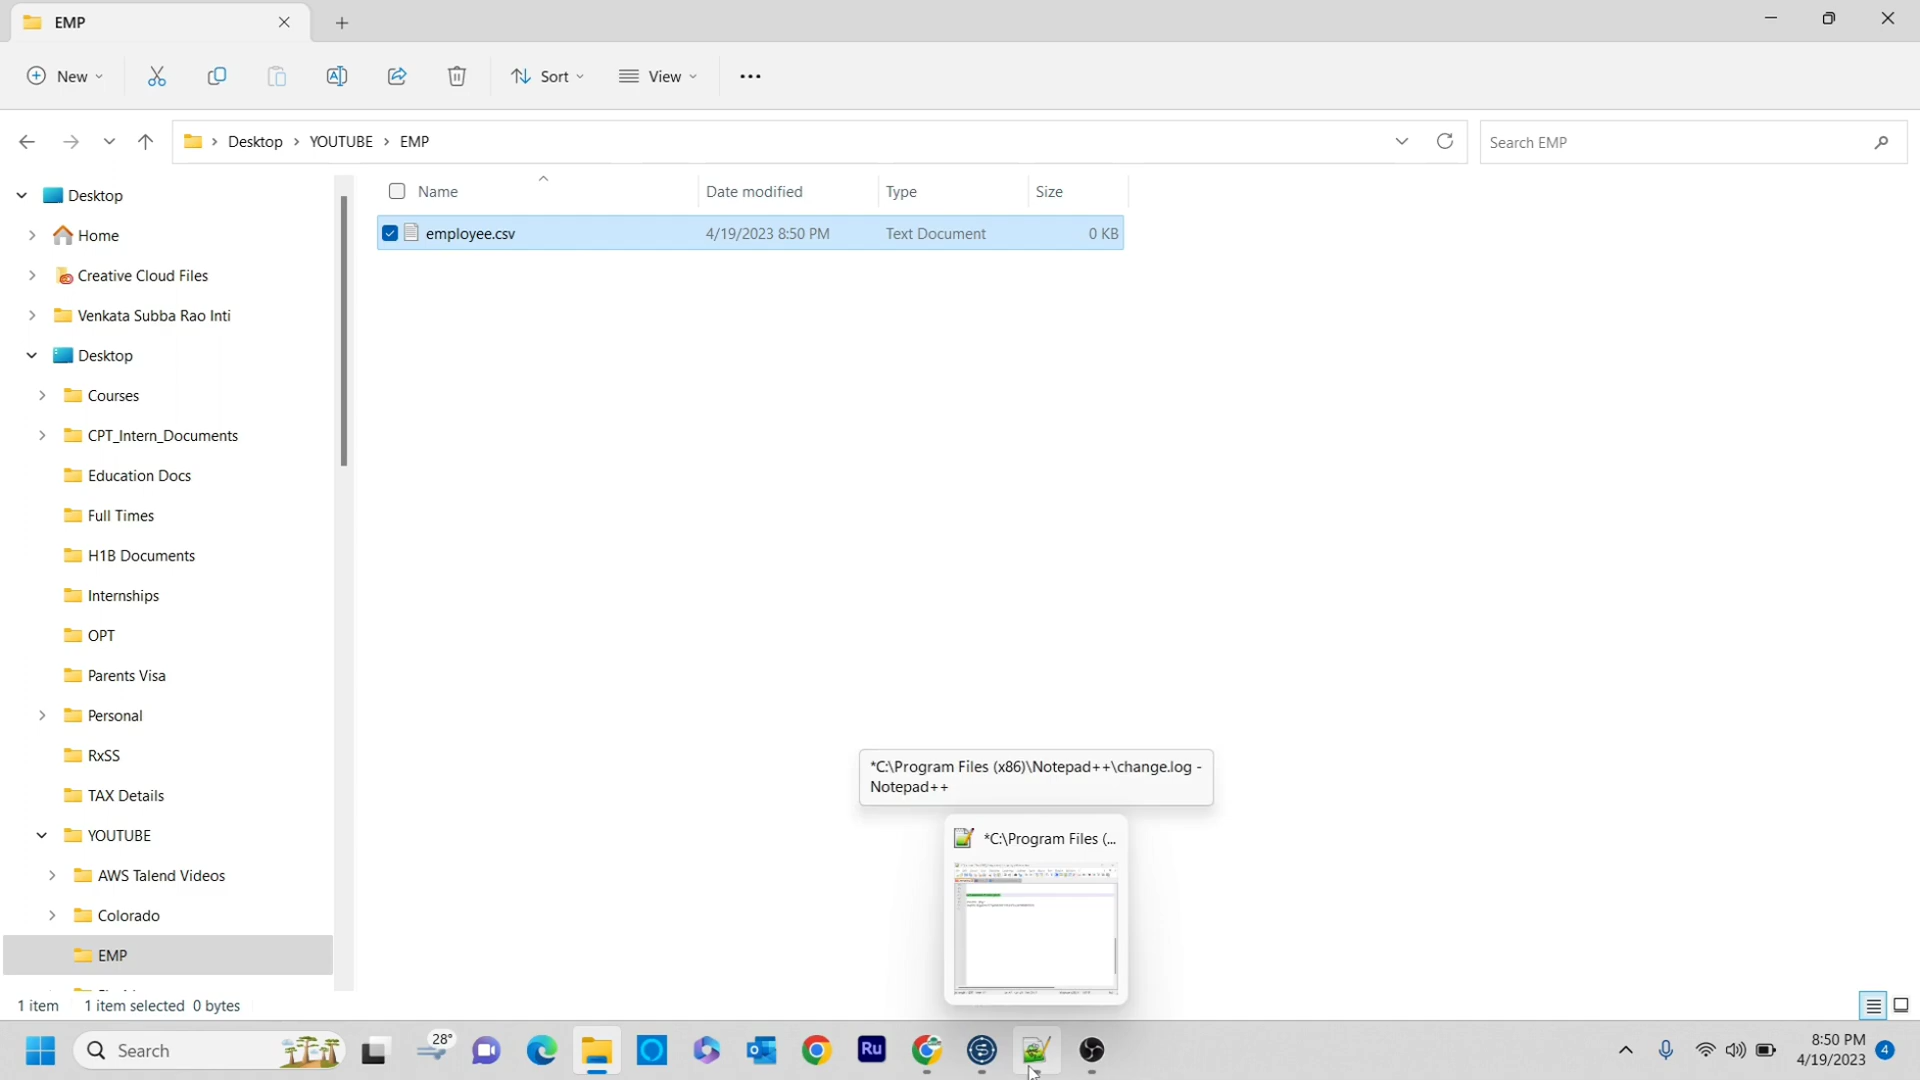 EMP
New
Sort
View
Desktop > YOUTUBE > EMP
Search EMP
Desktop
Home
Creative Cloud Files
Venkata Subba Rao Inti
Desktop
Courses
CPT_Intern_Documents
Education Docs
Full Times
H1B Documents
Internships
OPT
Parents Visa
Personal
RxSS
TAX Details
YOUTUBE
AWS Talend Videos
Colorado
EMP
Name Date modified Type Size
employee.csv 4/19/2023 8:50 PM Text Document 0 KB
*C:\Program Files (x86)\Notepad++\change.log -
Notepad++
*C:\Program Files (...
1 item 1 item selected 0 bytes
Search
28°
Ru
8:50 PM
4/19/2023
4